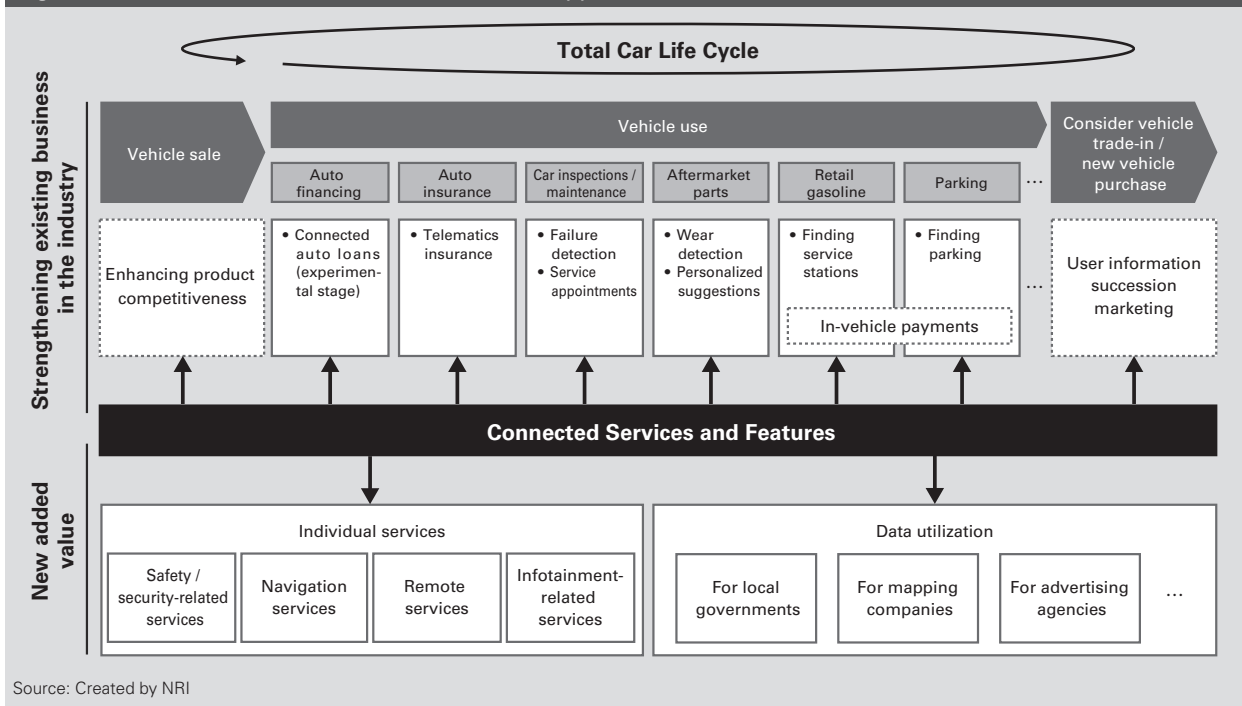 Total Car Life Cycle
Strengthening existing business
in the industry
Vehicle sale
Vehicle use
Consider vehicle
trade-in /
new vehicle
purchase
Auto
financing
Auto
insurance
Car inspections /
maintenance
Aftermarket
parts
Retail
gasoline
Parking
...
Enhancing product
competitiveness
• Connected
auto loans
(experimen-
tal stage)
• Telematics
insurance
• Failure
detection
• Service
appointments
• Wear
detection
• Personalized
suggestions
• Finding
service
stations
• Finding
parking
In-vehicle payments
...
User information
succession
marketing
Connected Services and Features
New added
value
Individual services
Safety /
security-related
services
Navigation
services
Remote
services
Infotainment-
related
services
Data utilization
For local
governments
For mapping
companies
For advertising
agencies
...
Source: Created by NRI